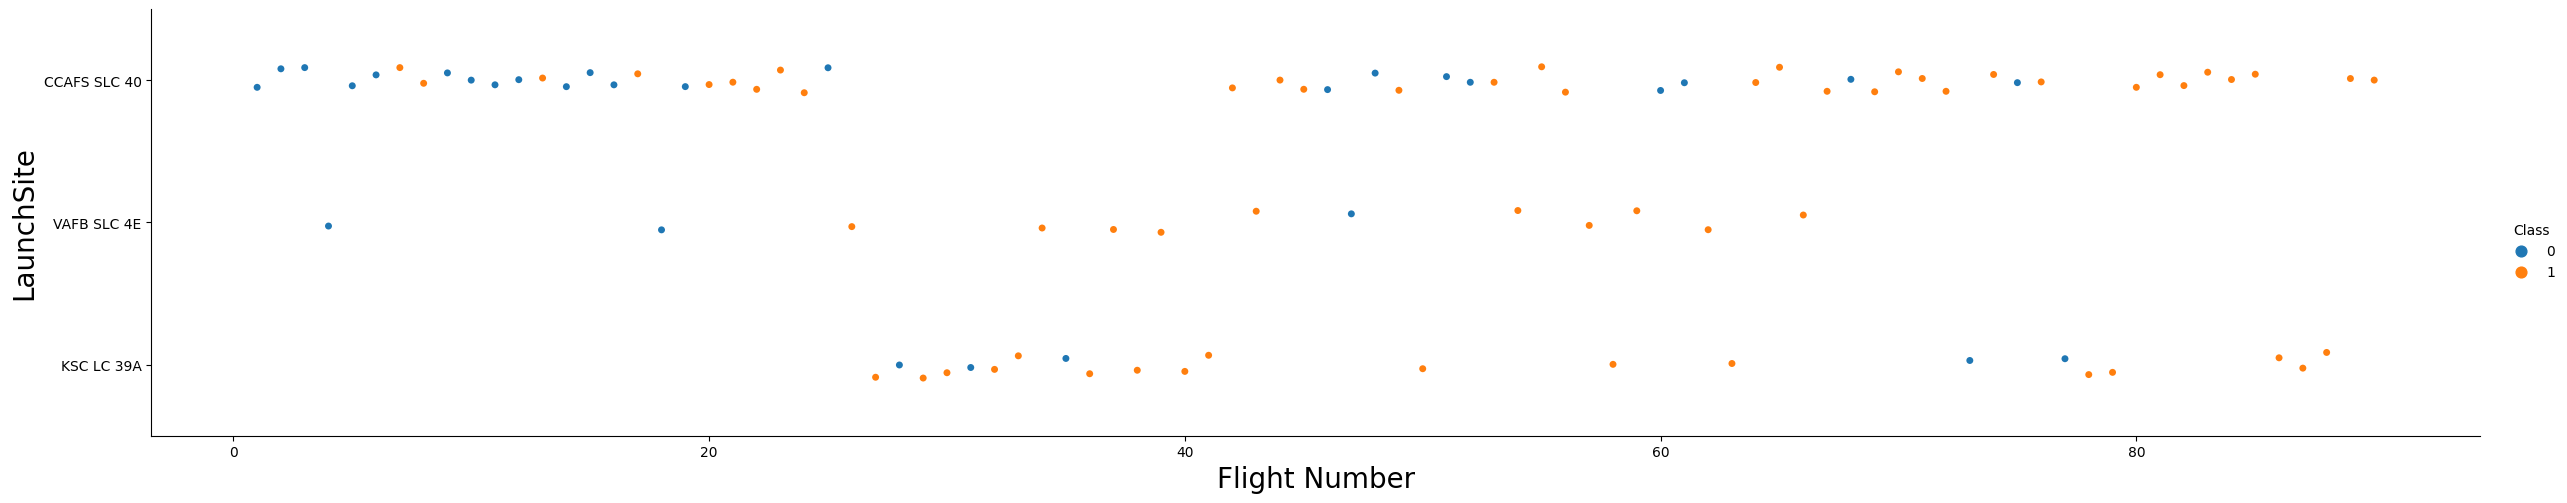 LaunchSite
CCAFS SLC 40
VAFB SLC 4E
KSC LC 39A
0 20 40 60 80
Flight Number
Class
0
1